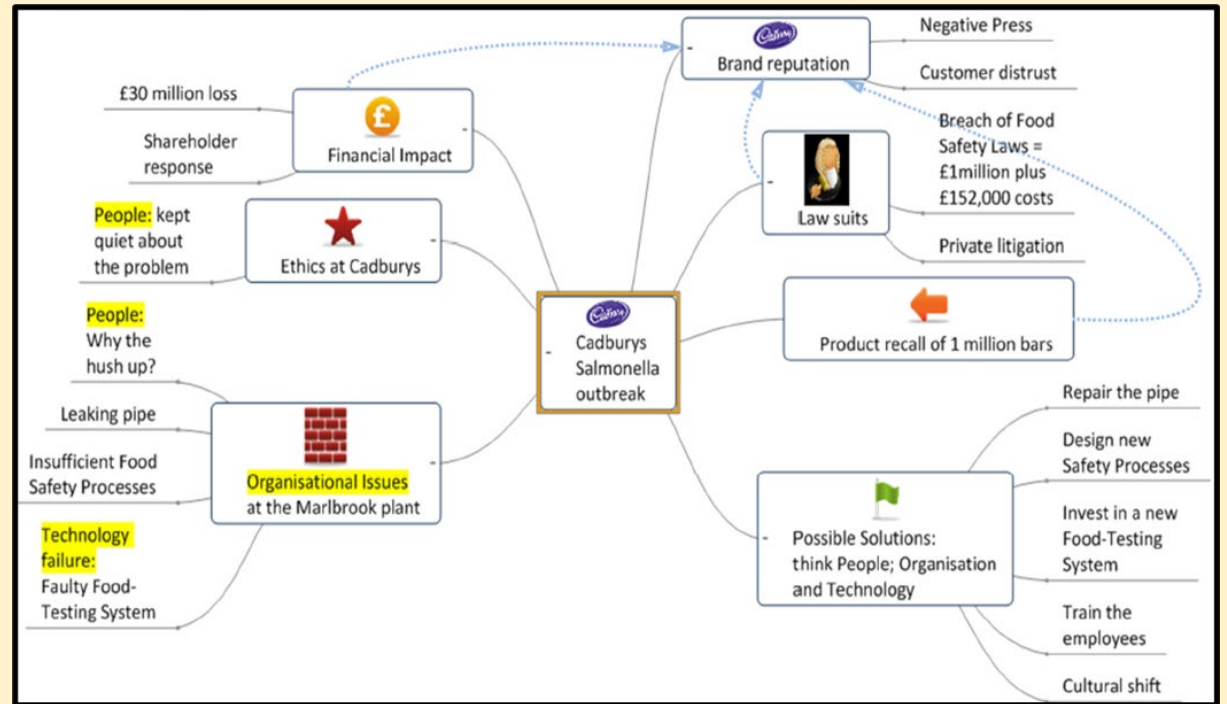 Cadbury
Brand reputation
Negative Press
Customer distrust
£30 million loss
Shareholder
response
£
Financial Impact
Breach of Food
Safety Laws =
£1million plus
£152,000 costs
Law suits
Private litigation
People: kept
quiet about
the problem
Ethics at Cadburys
Product recall of 1 million bars
Cadbury
Cadburys
Salmonella
outbreak
People:
Why the
hush up?
Leaking pipe
Insufficient Food
Safety Processes
Technology
failure:
Faulty Food-
Testing System
Organisational Issues
at the Marlbrook plant
Possible Solutions:
think People; Organisation
and Technology
Repair the pipe
Design new
Safety Processes
Invest in a new
Food-Testing
System
Train the
employees
Cultural shift